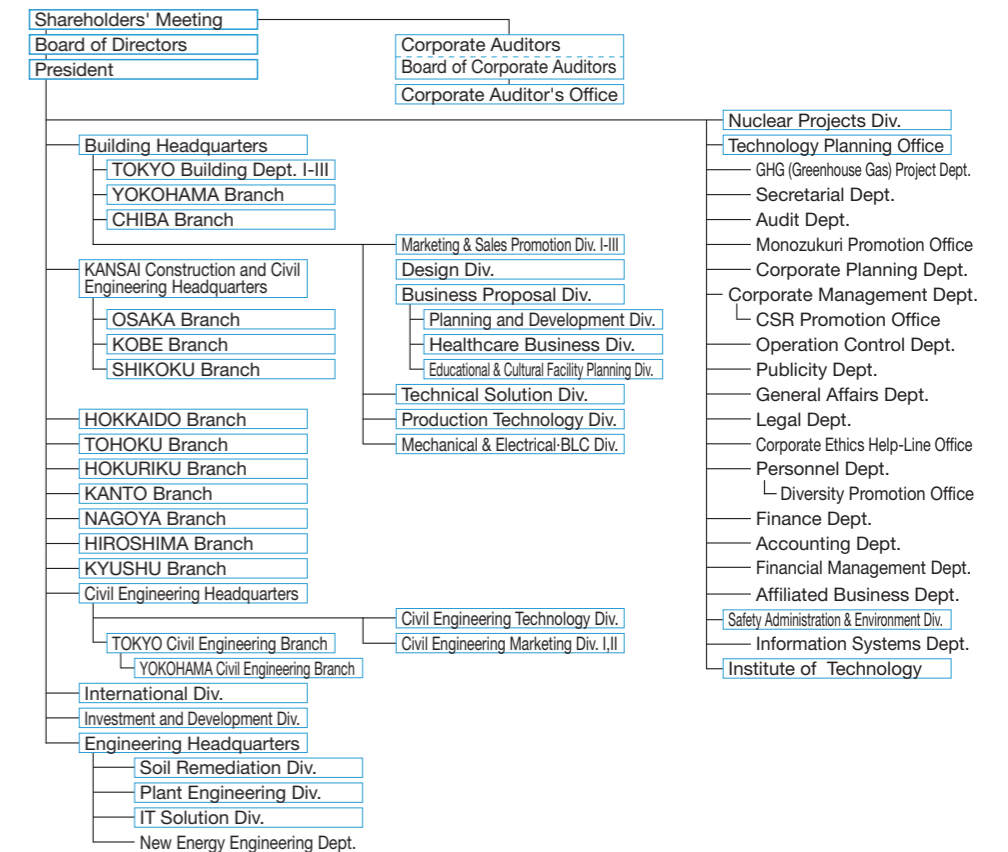 Shareholders' Meeting
Board of Directors
President
Corporate Auditors
Board of Corporate Auditors
Corporate Auditor's Office
Building Headquarters
TOKYO Building Dept. I-III
YOKOHAMA Branch
CHIBA Branch
Marketing & Sales Promotion Div. I-III
Design Div.
Business Proposal Div.
Planning and Development Div.
Healthcare Business Div.
Educational & Cultural Facility Planning Div.
Technical Solution Div.
Production Technology Div.
Mechanical & Electrical·BLC Div.
KANSAI Construction and Civil
Engineering Headquarters
OSAKA Branch
KOBE Branch
SHIKOKU Branch
HOKKAIDO Branch
TOHOKU Branch
HOKURIKU Branch
KANTO Branch
NAGOYA Branch
HIROSHIMA Branch
KYUSHU Branch
Civil Engineering Headquarters
Civil Engineering Technology Div.
Civil Engineering Marketing Div. I,II
TOKYO Civil Engineering Branch
YOKOHAMA Civil Engineering Branch
International Div.
Investment and Development Div.
Engineering Headquarters
Soil Remediation Div.
Plant Engineering Div.
IT Solution Div.
New Energy Engineering Dept.
Nuclear Projects Div.
Technology Planning Office
GHG (Greenhouse Gas) Project Dept.
Secretarial Dept.
Audit Dept.
Monozukuri Promotion Office
Corporate Planning Dept.
Corporate Management Dept.
CSR Promotion Office
Operation Control Dept.
Publicity Dept.
General Affairs Dept.
Legal Dept.
Corporate Ethics Help-Line Office
Personnel Dept.
Diversity Promotion Office
Finance Dept.
Accounting Dept.
Financial Management Dept.
Affiliated Business Dept.
Safety Administration & Environment Div.
Information Systems Dept.
Institute of Technology